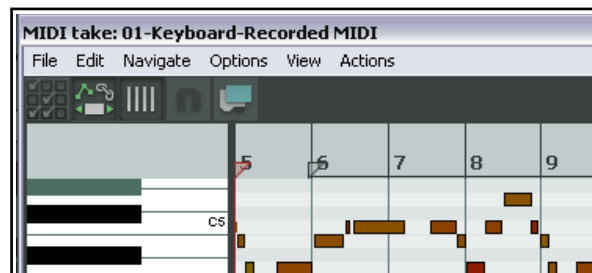 MIDI take: 01-Keyboard-Recorded MIDI
File Edit Navigate Options View Actions
5 6 7 8 9
C5